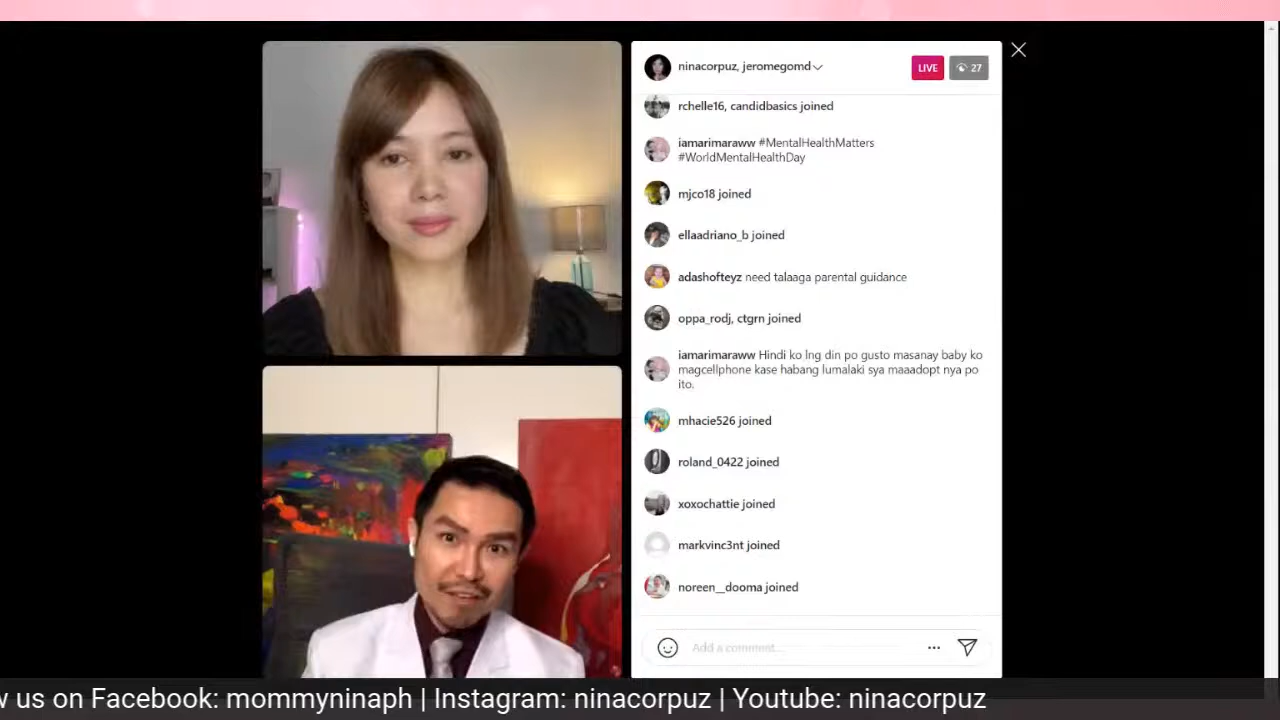 ninacorpuz, jeromegomd
LIVE
27
rchelle16, candidbasics joined
iamarimaraww #MentalHealthMatters
#WorldMentalHealthDay
mjco18 joined
ellaadriano_b joined
adashofteyz need talaaga parental guidance
oppa_rodj, ctgrn joined
iamarimaraww Hindi ko lng din po gusto masanay baby ko
magcellphone kase habang lumalaki sya maaadopt nya po
ito.
mhacie526 joined
roland_0422 joined
xoxochattie joined
markvinc3nt joined
noreen__dooma joined
Add a comment...
w us on Facebook: mommyninaph | Instagram: ninacorpuz | Youtube: ninacorpuz